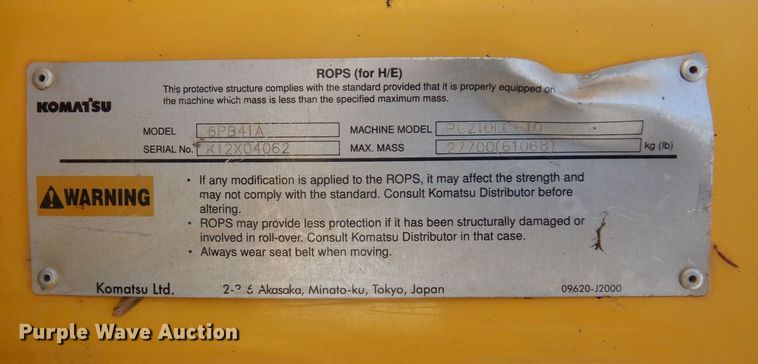 ROPS (for H/E)
This protective structure complies with the standard provided that it is properly equipped on
the machine which mass is less than the specified maximum mass.
KOMATSU
MODEL 6PB41A MACHINE MODEL PC210LC-10
SERIAL No. K12X04062 MAX. MASS 27700(61068) kg (lb)
WARNING
• If any modification is applied to the ROPS, it may affect the strength and
may not comply with the standard. Consult Komatsu Distributor before
altering.
• ROPS may provide less protection if it has been structurally damaged or
involved in roll-over. Consult Komatsu Distributor in that case.
• Always wear seat belt when moving.
Komatsu Ltd. Akasaka, Minato-ku, Tokyo, Japan 09620-J2000
Purple Wave Auction